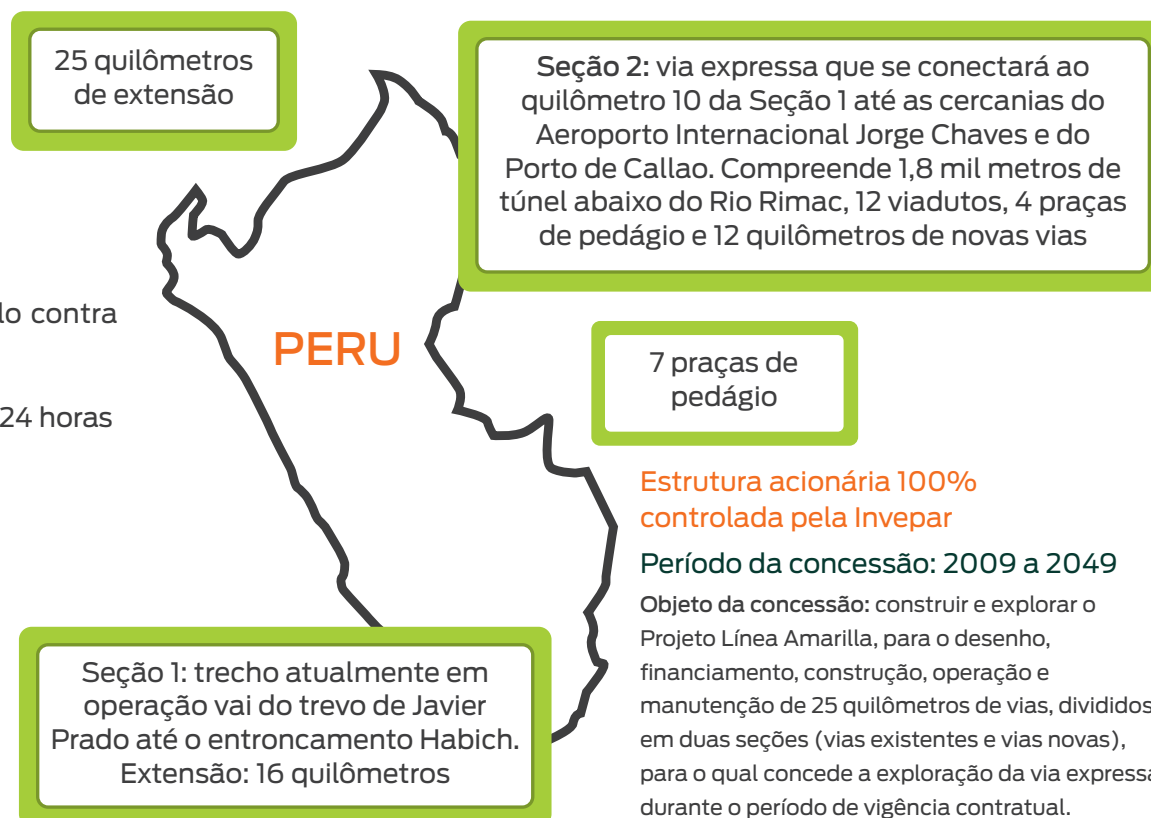 25 quilômetros
de extensão
Seção 2: via expressa que se conectará ao
quilômetro 10 da Seção 1 até as cercanias do
Aeroporto Internacional Jorge Chaves e do
Porto de Callao. Compreende 1,8 mil metros de
túnel abaixo do Rio Rimac, 12 viadutos, 4 praças
de pedágio e 12 quilômetros de novas vias
lo contra
24 horas
PERU
7 praças de
pedágio
Estrutura acionária 100%
controlada pela Invepar
Período da concessão: 2009 a 2049
Objeto da concessão: construir e explorar o
Projeto Línea Amarilla, para o desenho,
financiamento, construção, operação e
manutenção de 25 quilômetros de vias, divididos
em duas seções (vias existentes e vias novas),
para o qual concede a exploração da via expressa
durante o período de vigência contratual.
Seção 1: trecho atualmente em
operação vai do trevo de Javier
Prado até o entroncamento Habich.
Extensão: 16 quilômetros